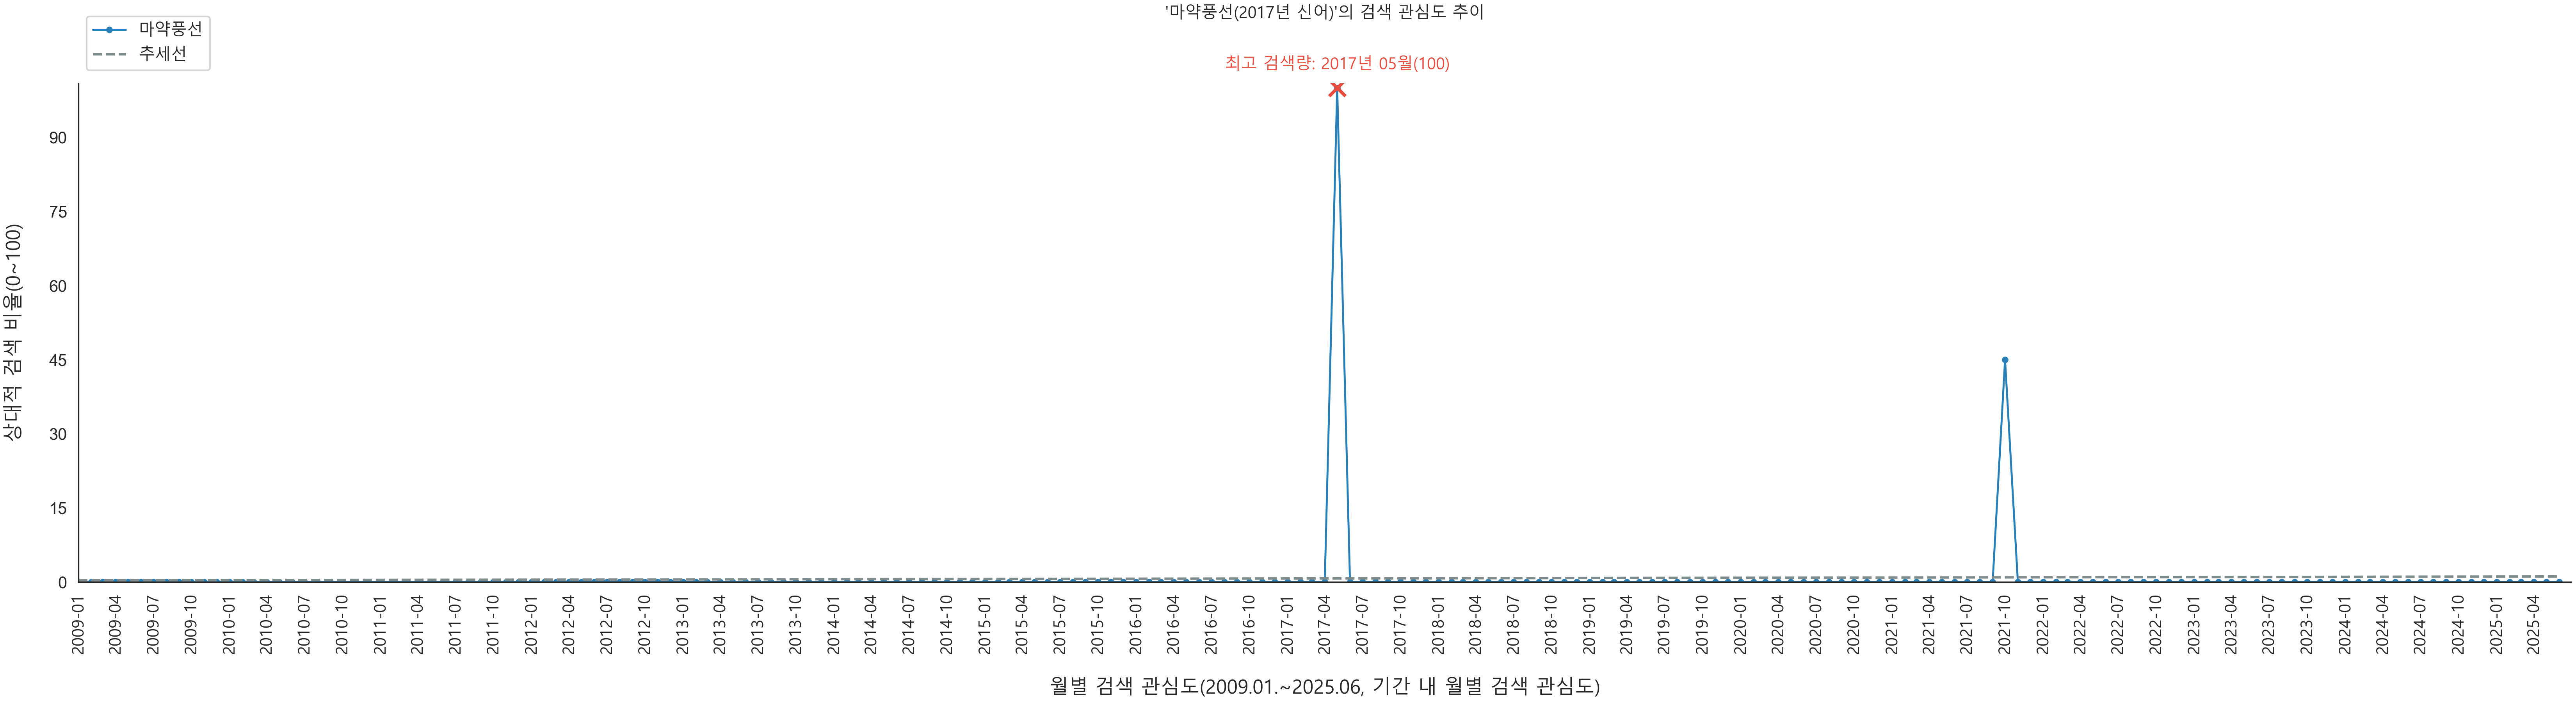 '마약풍선(2017년 신어)'의 검색 관심도 추이
마약풍선
추세선
최고 검색량: 2017년 05월(100)
상대적 검색 비율(0~100)
90
75
60
45
30
15
0
2009-01 2009-04 2009-07 2009-10 2010-01 2010-04 2010-07 2010-10 2011-01 2011-04 2011-07 2011-10 2012-01 2012-04 2012-07 2012-10 2013-01 2013-04 2013-07 2013-10 2014-01 2014-04 2014-07 2014-10 2015-01 2015-04 2015-07 2015-10 2016-01 2016-04 2016-07 2016-10 2017-01 2017-04 2017-07 2017-10 2018-01 2018-04 2018-07 2018-10 2019-01 2019-04 2019-07 2019-10 2020-01 2020-04 2020-07 2020-10 2021-01 2021-04 2021-07 2021-10 2022-01 2022-04 2022-07 2022-10 2023-01 2023-04 2023-07 2023-10 2024-01 2024-04 2024-07 2024-10 2025-01 2025-04
월별 검색 관심도(2009.01.~2025.06, 기간 내 월별 검색 관심도)